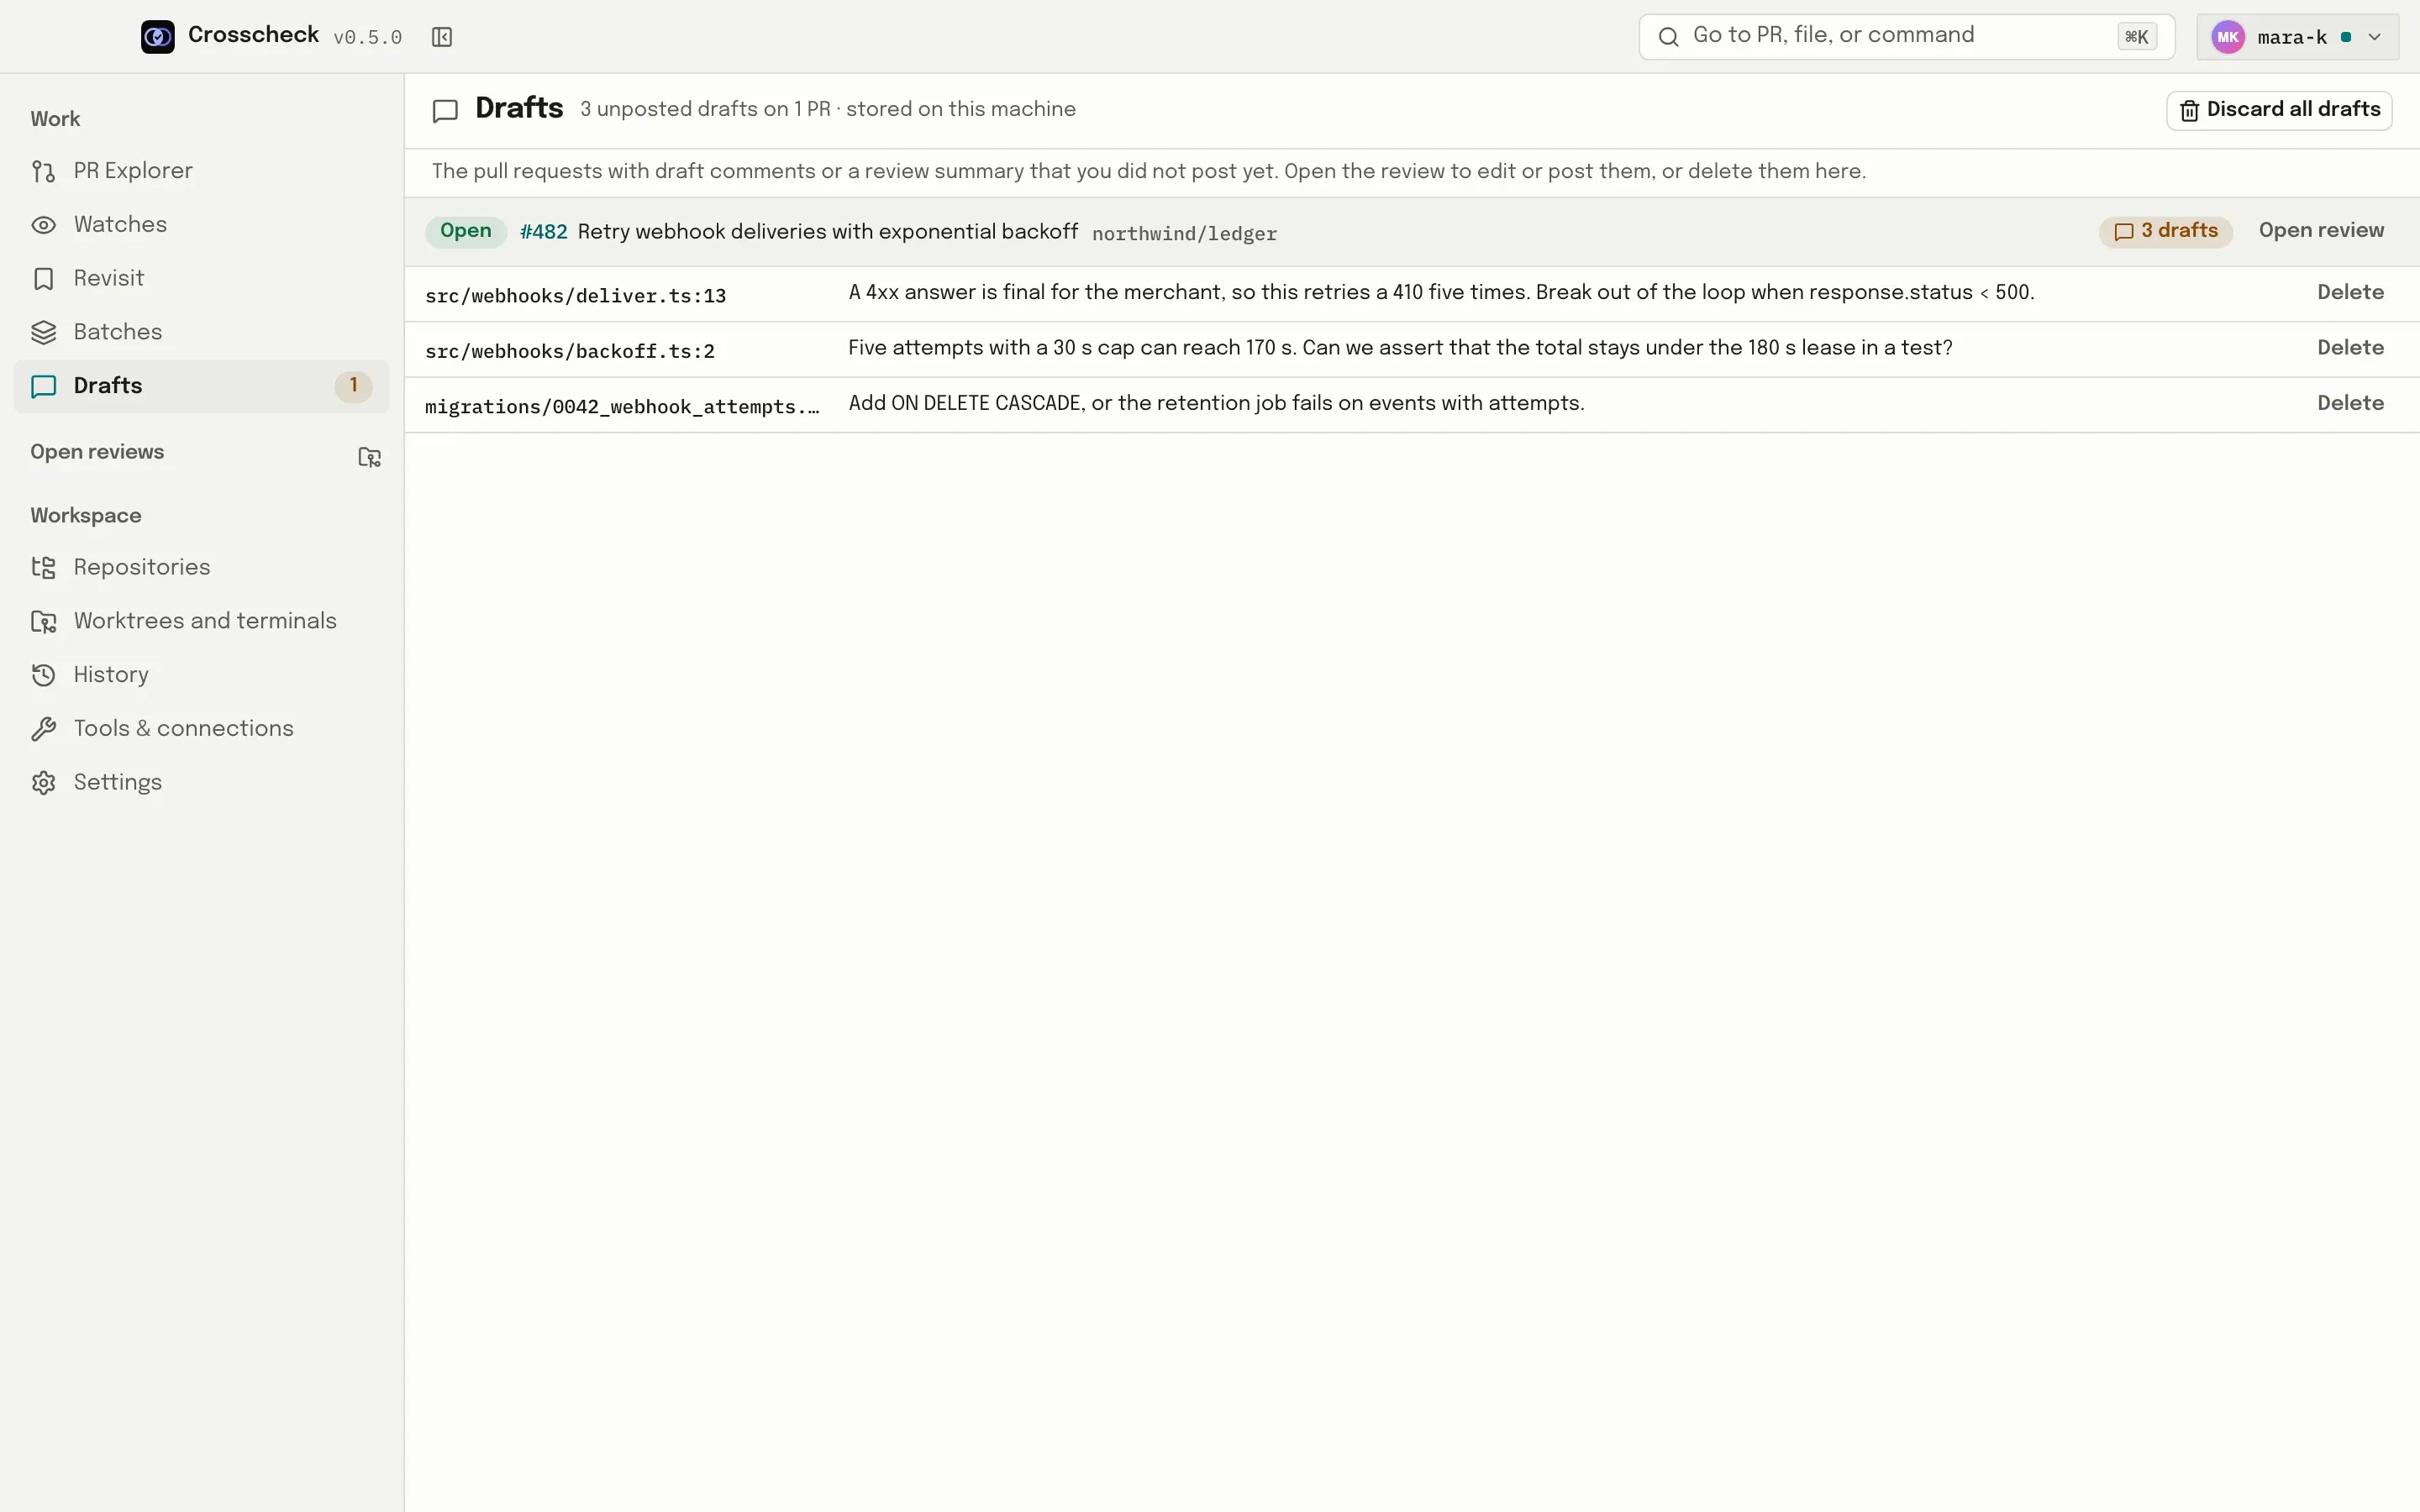 Crosscheck v0.5.0
Go to PR, file, or command ⌘K
MK mara-k
Work
PR Explorer
Watches
Revisit
Batches
Drafts 1
Open reviews
Workspace
Repositories
Worktrees and terminals
History
Tools & connections
Settings
Drafts 3 unposted drafts on 1 PR · stored on this machine
Discard all drafts
The pull requests with draft comments or a review summary that you did not post yet. Open the review to edit or post them, or delete them here.
Open #482 Retry webhook deliveries with exponential backoff northwind/ledger 3 drafts Open review
src/webhooks/deliver.ts:13 A 4xx answer is final for the merchant, so this retries a 410 five times. Break out of the loop when response.status < 500. Delete
src/webhooks/backoff.ts:2 Five attempts with a 30 s cap can reach 170 s. Can we assert that the total stays under the 180 s lease in a test? Delete
migrations/0042_webhook_attempts.… Add ON DELETE CASCADE, or the retention job fails on events with attempts. Delete